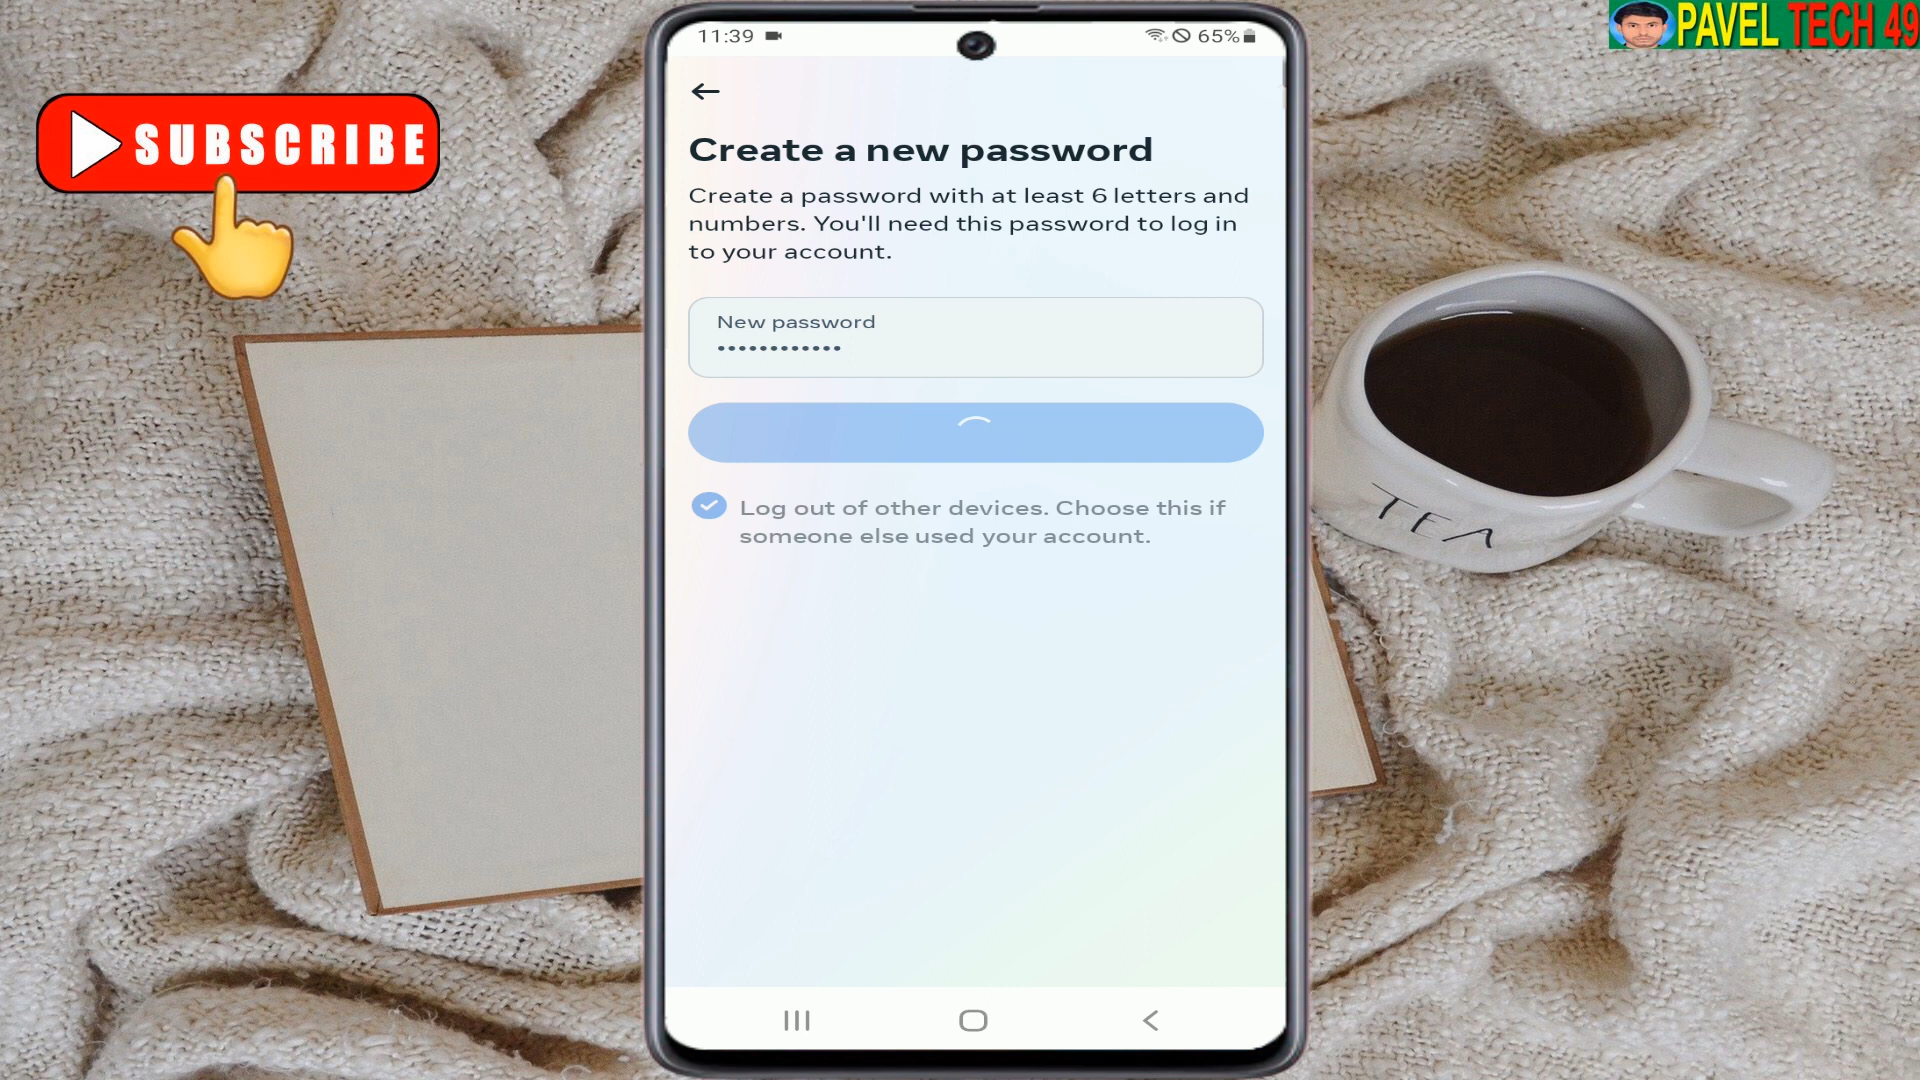 PAVEL TECH 49
SUBSCRIBE
11:39
65%
Create a new password
Create a password with at least 6 letters and
numbers. You'll need this password to log in
to your account.
New password
••••••••••••
Log out of other devices. Choose this if
someone else used your account.
TEA